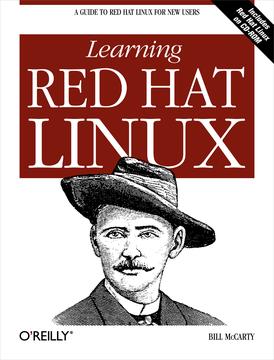 A GUIDE TO RED HAT LINUX FOR NEW USERS
Includes
Red Hat Linux
on CD-ROM
Learning
RED HAT
LINUX
O'REILLY®
BILL McCARTY